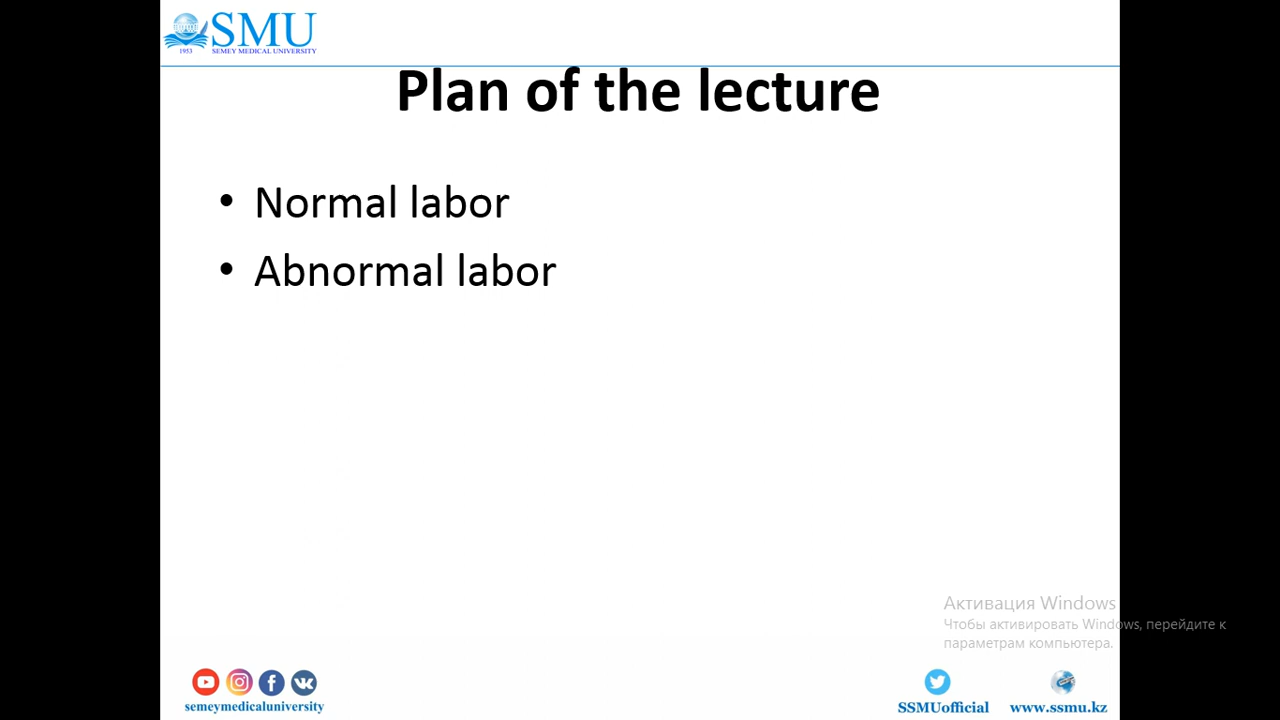 SMU
1953 SEMEY MEDICAL UNIVERSITY
Plan of the lecture
• Normal labor
• Abnormal labor
Активация Windows
Чтобы активировать Windows, перейдите к
параметрам компьютера.
semeymedicaluniversity
SSMUofficial
www.ssmu.kz